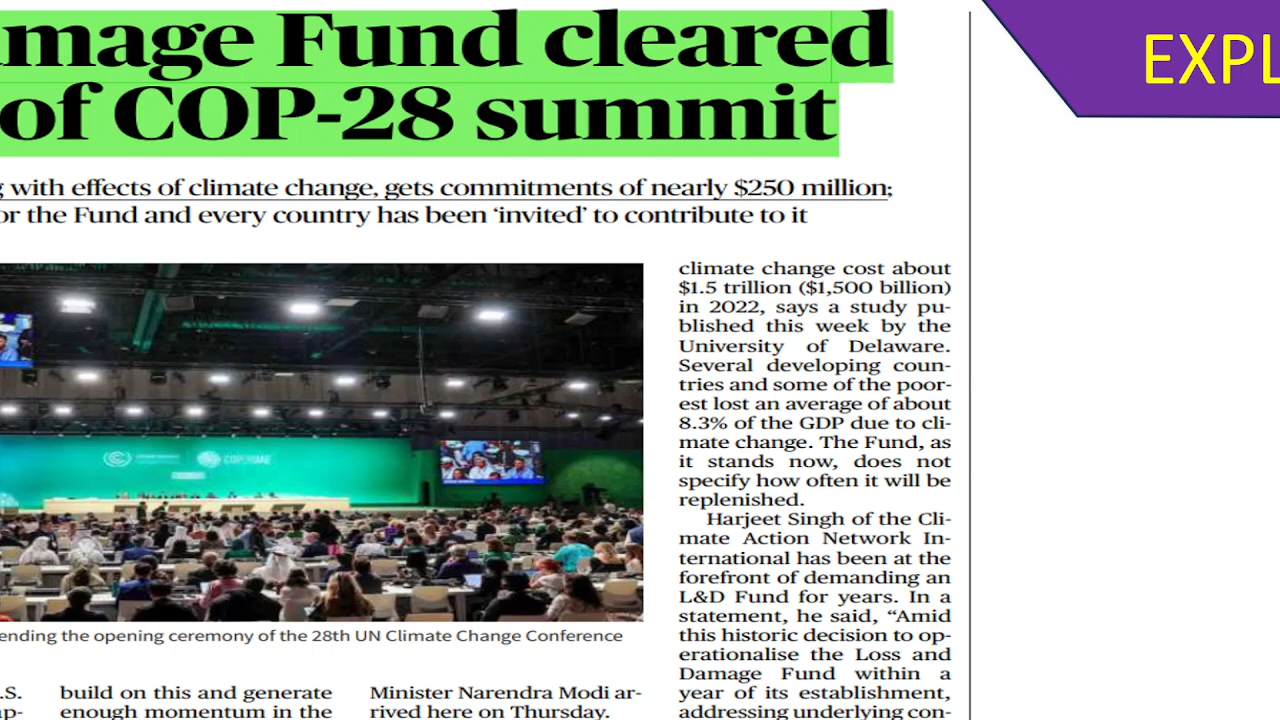 mage Fund cleared
of COP-28 summit
with effects of climate change, gets commitments of nearly $250 million;
or the Fund and every country has been ‘invited’ to contribute to it
EXPL
climate change cost about
$1.5 trillion ($1,500 billion)
in 2022, says a study pu-
blished this week by the
University of Delaware.
Several developing coun-
tries and some of the poor-
est lost an average of about
8.3% of the GDP due to cli-
mate change. The Fund, as
it stands now, does not
specify how often it will be
replenished.
Harjeet Singh of the Cli-
mate Action Network In-
ternational has been at the
forefront of demanding an
L&D Fund for years. In a
statement, he said, “Amid
this historic decision to op-
erationalise the Loss and
Damage Fund within a
year of its establishment,
addressing underlying con-
COP28UAE
ending the opening ceremony of the 28th UN Climate Change Conference
.S.
ap-
build on this and generate
enough momentum in the
Minister Narendra Modi ar-
rived here on Thursday.